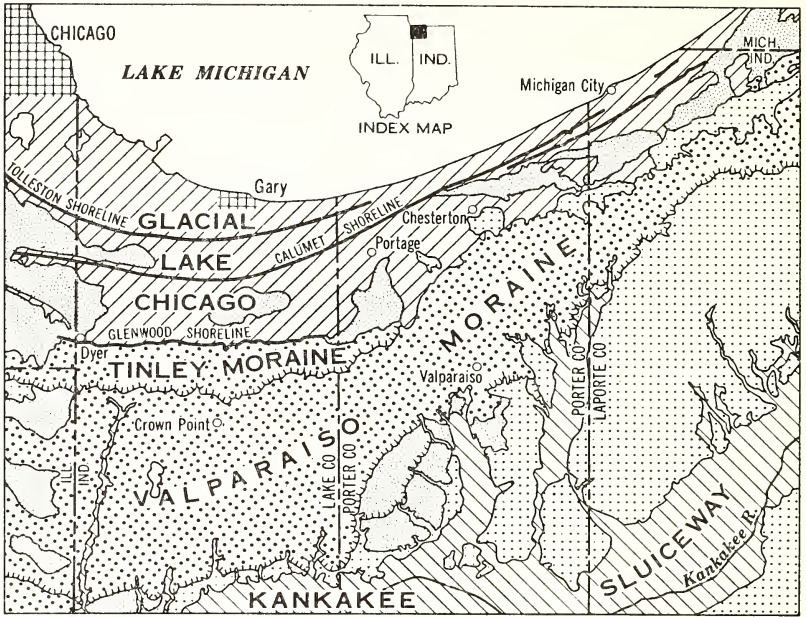 CHICAGO
LAKE MICHIGAN
ILL.
IND.
INDEX MAP
MICH.
IND.
Michigan City
Gary
TOLLESTON SHORELINE
GLACIAL
LAKE
CHICAGO
CALUMET SHORELINE
Chesterton
Portage
GLENWOOD SHORELINE
Dyer
TINLEY MORAINE
VALPARAISO MORAINE
Valparaiso
Crown Point
ILL.
IND.
LAKE CO
PORTER CO
PORTER CO
LAPORTE CO
KANKAKEE SLUICEWAY
Kankakee R.